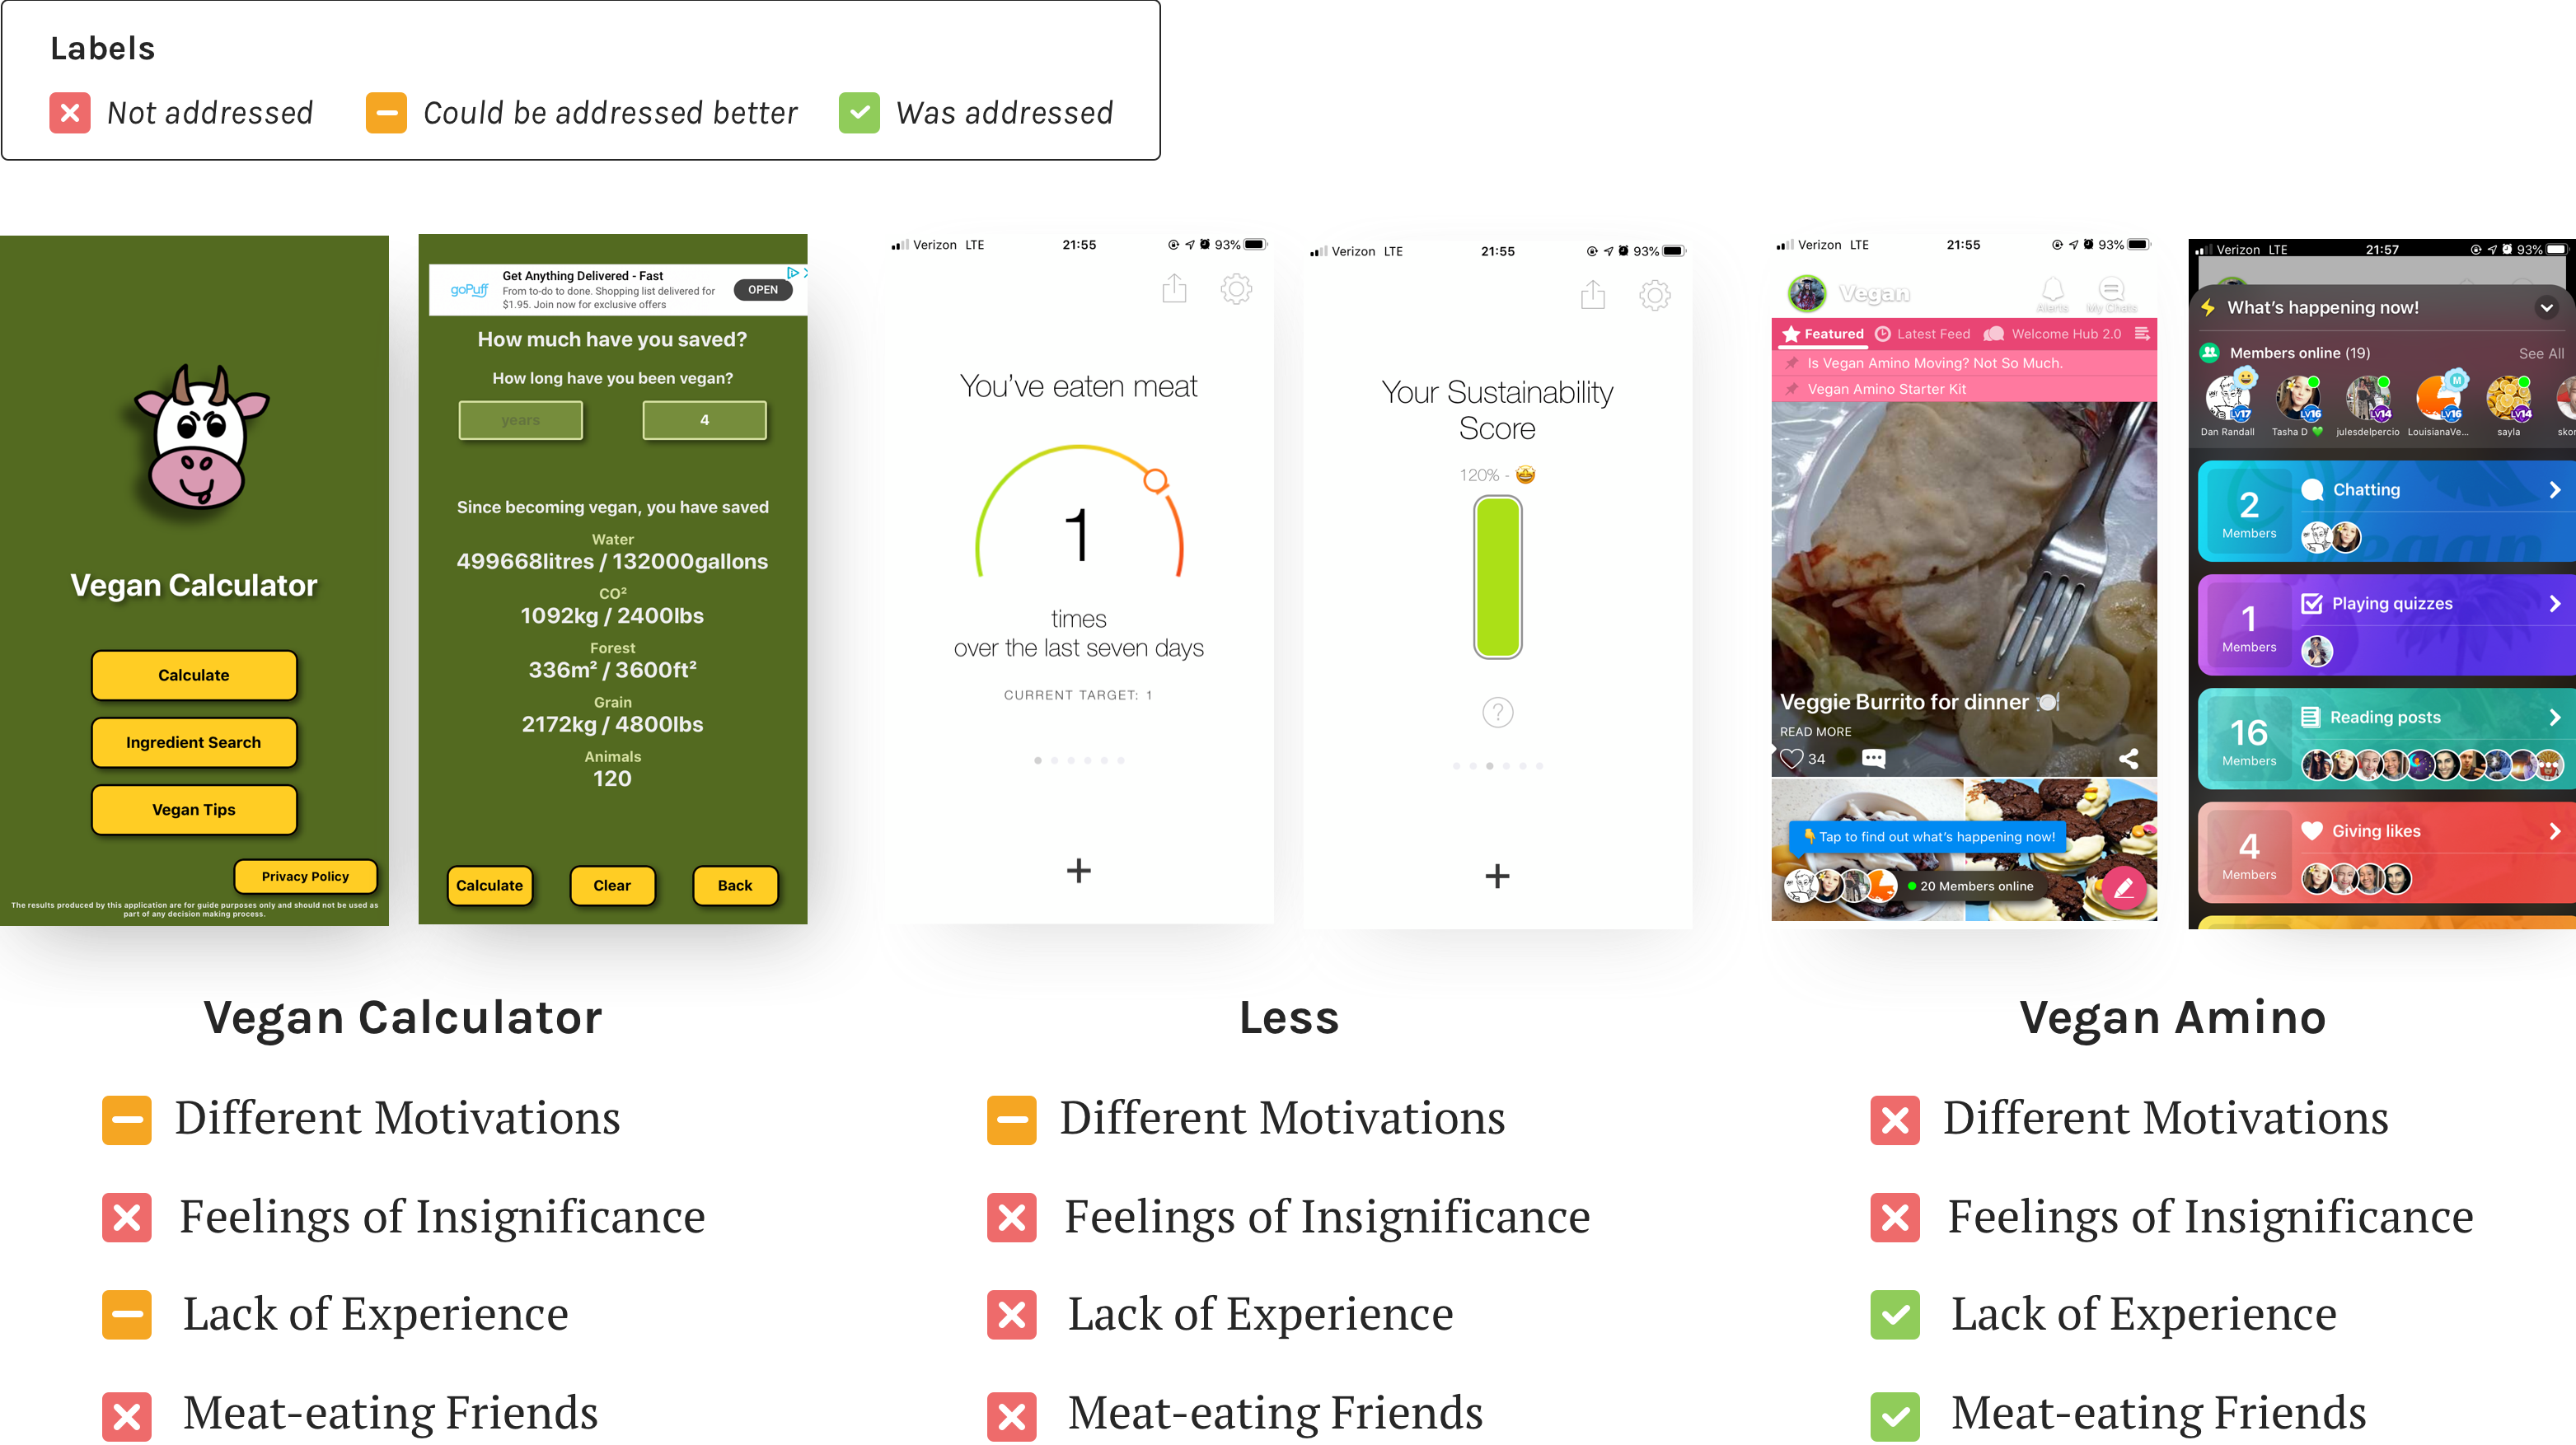 Labels
Not addressed
Could be addressed better
Was addressed
Vegan Calculator
Calculate
Ingredient Search
Vegan Tips
Privacy Policy
The results produced by this application are for guide purposes only and should not be used as
part of any decision making process.
goPuff
Get Anything Delivered - Fast
From to-do to done. Shopping list delivered for
$1.95. Join now for exclusive offers
OPEN
How much have you saved?
How long have you been vegan?
years
4
Since becoming vegan, you have saved
Water
499668litres / 132000gallons
CO²
1092kg / 2400lbs
Forest
336m² / 3600ft²
Grain
2172kg / 4800lbs
Animals
120
Calculate
Clear
Back
Verizon LTE
21:55
93%
You've eaten meat
1
times
over the last seven days
CURRENT TARGET: 1
+
Verizon LTE
21:55
93%
Your Sustainability
Score
120% - 🤩
?
+
Verizon LTE
21:55
93%
Vegan
Alerts
My Chats
Featured
Latest Feed
Welcome Hub 2.0
Is Vegan Amino Moving? Not So Much.
Vegan Amino Starter Kit
Veggie Burrito for dinner 🍽
READ MORE
34
👇 Tap to find out what's happening now!
20 Members online
Verizon LTE
21:57
93%
What's happening now!
Members online (19)
See All
Lv17
Lv16
Lv14
M
Lv16
Lv14
Dan Randall
Tasha D 💚
julesdelpercio
LouisianaVe...
sayla
skor
2
Members
Chatting
vegan
1
Members
Playing quizzes
16
Members
Reading posts
4
Members
Giving likes
Vegan Calculator
Different Motivations
Feelings of Insignificance
Lack of Experience
Meat-eating Friends
Less
Different Motivations
Feelings of Insignificance
Lack of Experience
Meat-eating Friends
Vegan Amino
Different Motivations
Feelings of Insignificance
Lack of Experience
Meat-eating Friends